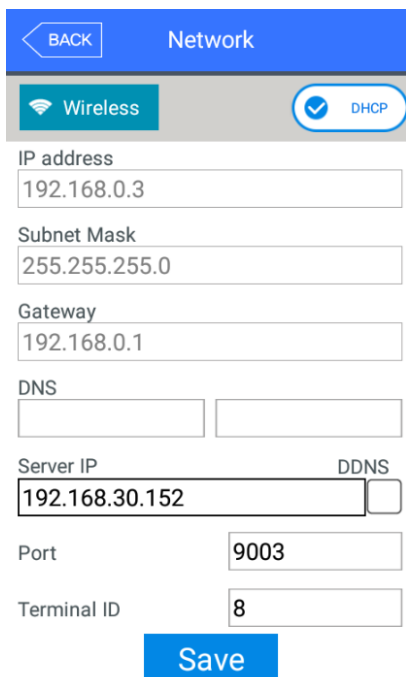 BACK Network
Wireless DHCP
IP address
192.168.0.3
Subnet Mask
255.255.255.0
Gateway
192.168.0.1
DNS
Server IP DDNS
192.168.30.152
Port 9003
Terminal ID 8
Save